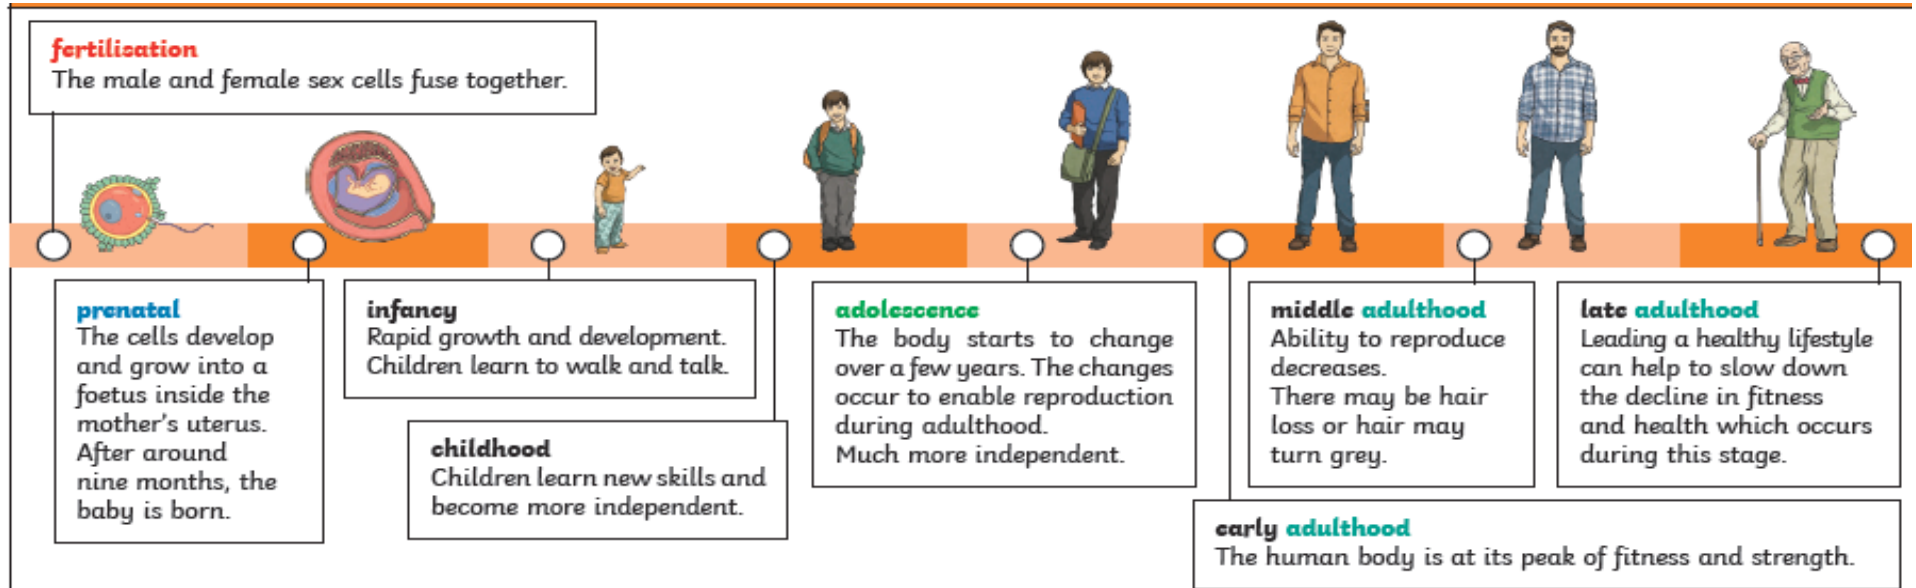 fertilisation
The male and female sex cells fuse together.
prenatal
The cells develop
and grow into a
foetus inside the
mother's uterus.
After around
nine months, the
baby is born.
infancy
Rapid growth and development.
Children learn to walk and talk.
childhood
Children learn new skills and
become more independent.
adolescence
The body starts to change
over a few years. The changes
occur to enable reproduction
during adulthood.
Much more independent.
early adulthood
The human body is at its peak of fitness and strength.
middle adulthood
Ability to reproduce
decreases.
There may be hair
loss or hair may
turn grey.
late adulthood
Leading a healthy lifestyle
can help to slow down
the decline in fitness
and health which occurs
during this stage.